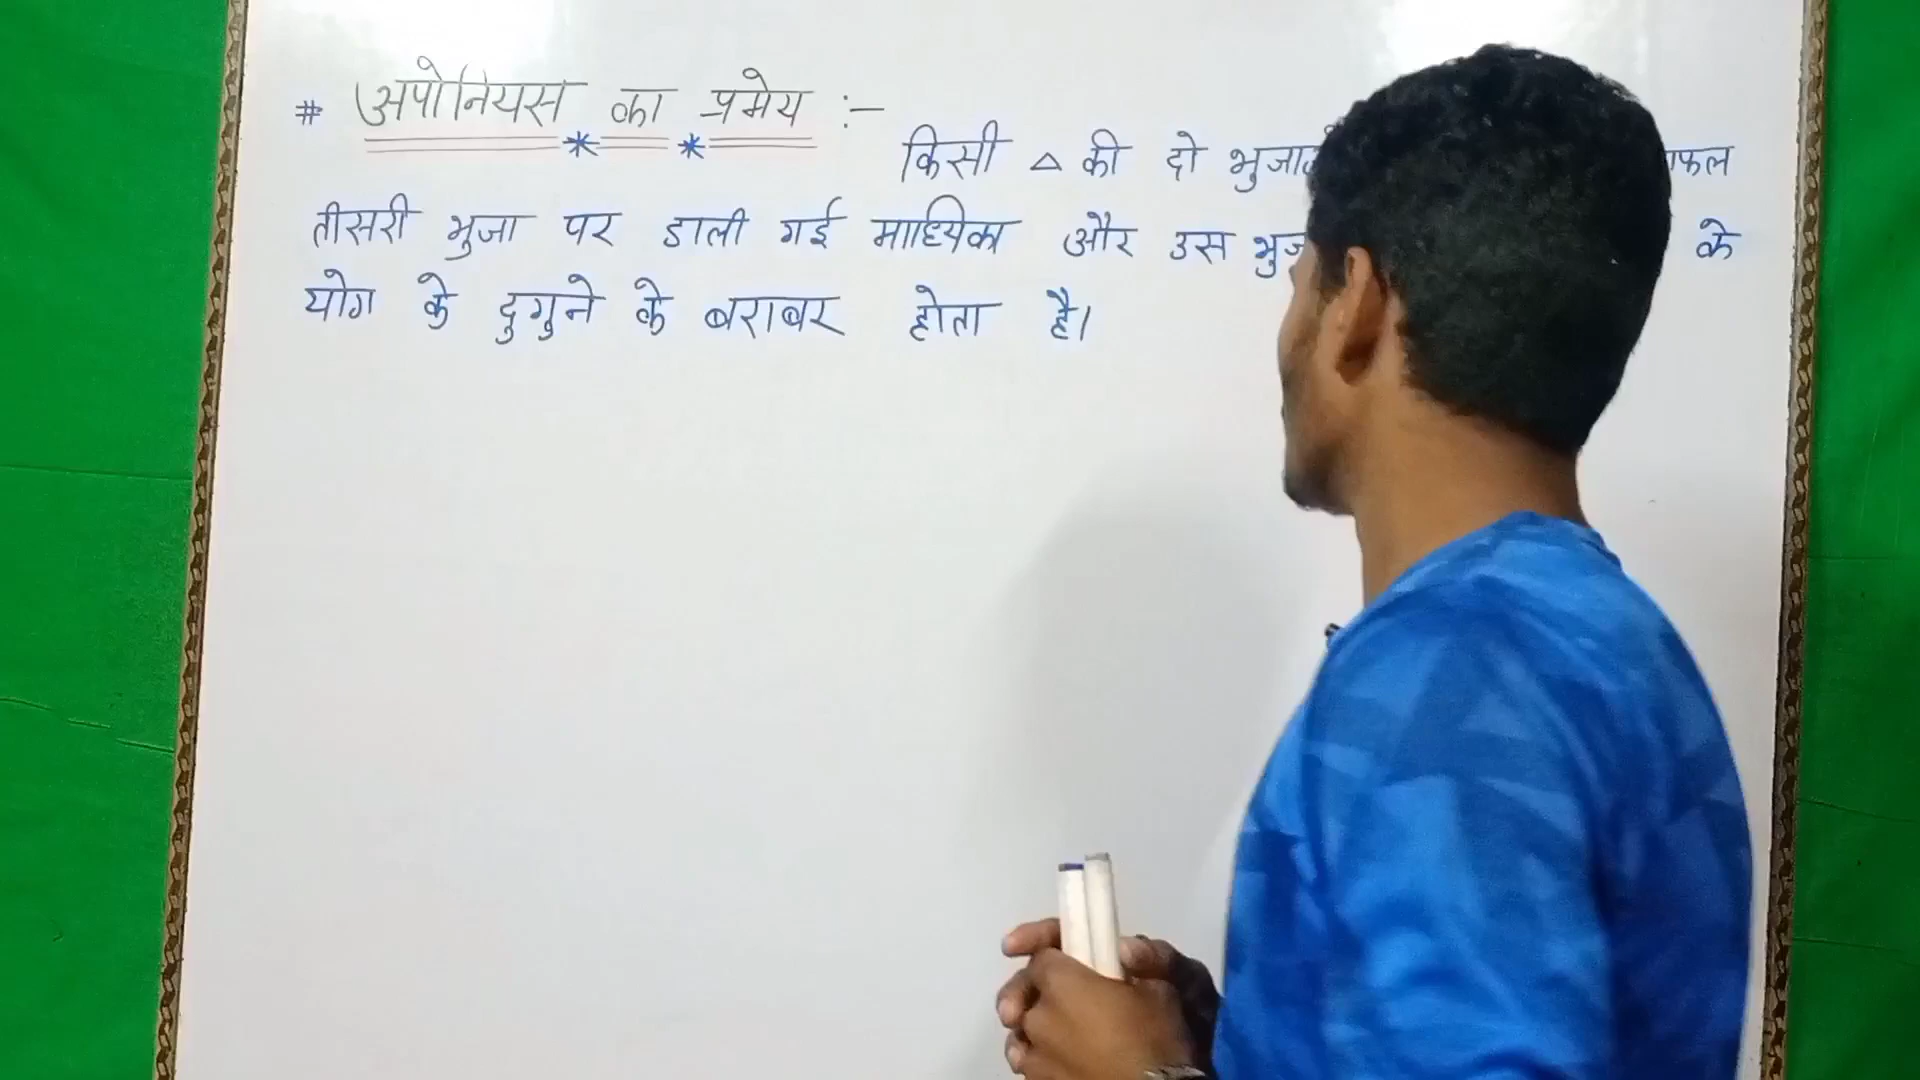 # अपोनियस का प्रमेय :-
किसी △ की दो
तीसरी भुजा पर डाली गई माध्यिका और उस के
योग के दुगुने के बराबर होता है।